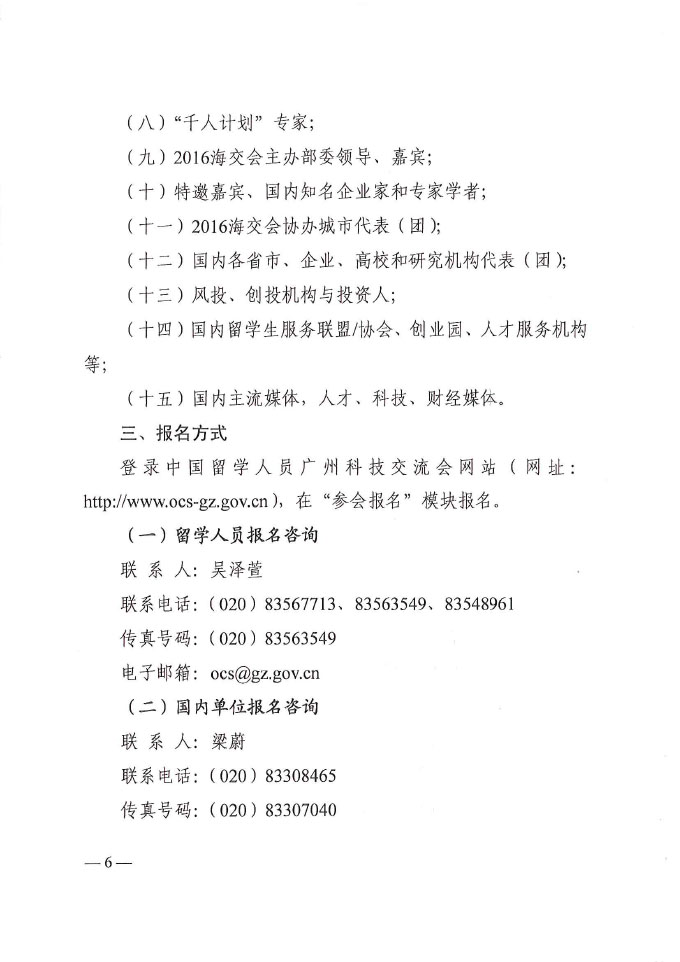 （八）“千人计划”专家；
（九）2016海交会主办部委领导、嘉宾；
（十）特邀嘉宾、国内知名企业家和专家学者；
（十一）2016海交会协办城市代表（团）；
（十二）国内各省市、企业、高校和研究机构代表（团）；
（十三）风投、创投机构与投资人；
（十四）国内留学生服务联盟/协会、创业园、人才服务机构
等；
（十五）国内主流媒体，人才、科技、财经媒体。
三、报名方式
登录中国留学人员广州科技交流会网站（网址：
http://www.ocs-gz.gov.cn），在“参会报名”模块报名。
（一）留学人员报名咨询
联 系 人：吴泽萱
联系电话：（020）83567713、83563549、83548961
传真号码：（020）83563549
电子邮箱：ocs@gz.gov.cn
（二）国内单位报名咨询
联 系 人：梁蔚
联系电话：（020）83308465
传真号码：（020）83307040
— 6 —